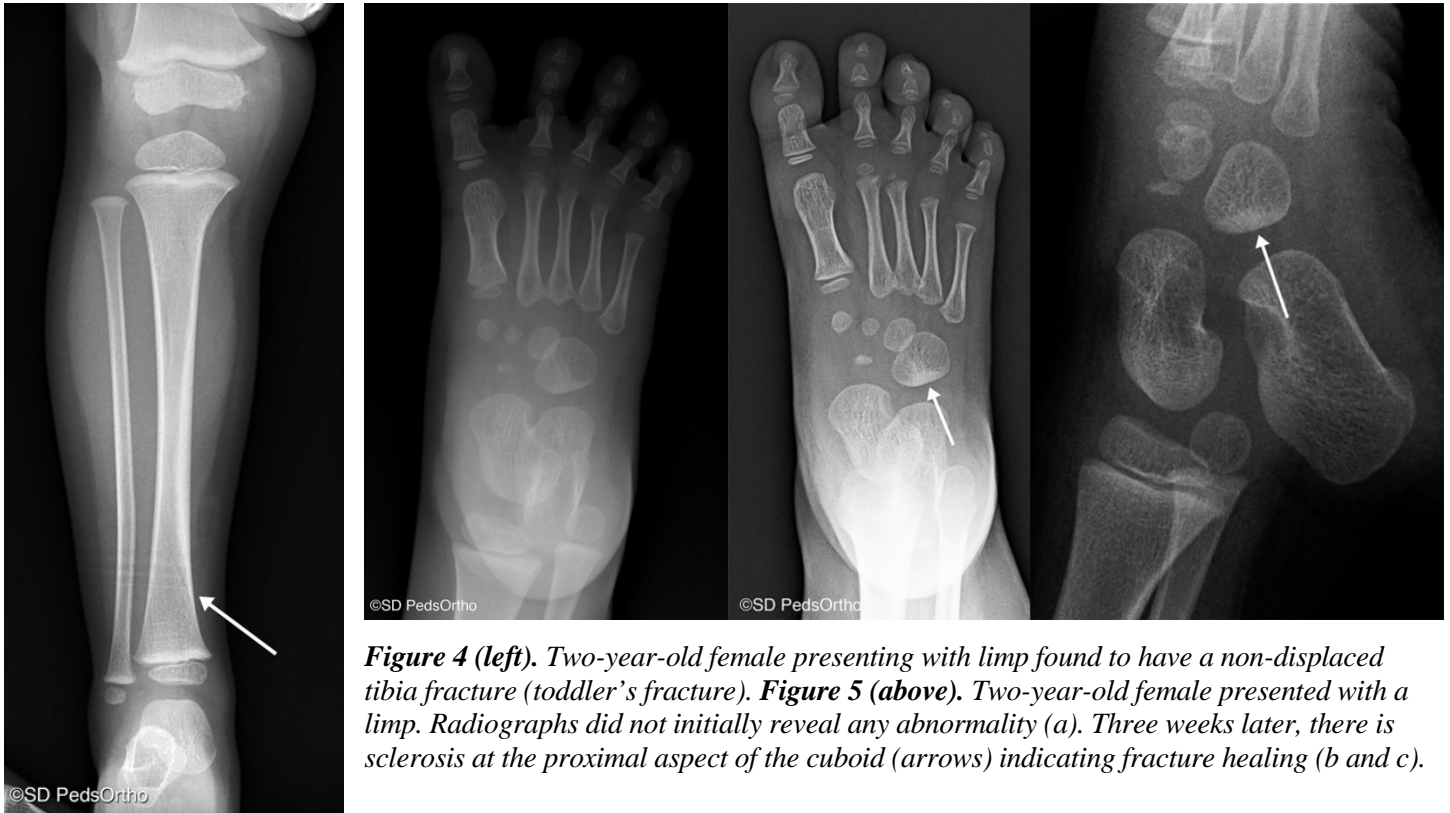 ©SD PedsOrtho
©SD PedsOrtho
©SD PedsOrtho
Figure 4 (left). Two-year-old female presenting with limp found to have a non-displaced
tibia fracture (toddler's fracture). Figure 5 (above). Two-year-old female presented with a
limp. Radiographs did not initially reveal any abnormality (a). Three weeks later, there is
sclerosis at the proximal aspect of the cuboid (arrows) indicating fracture healing (b and c).